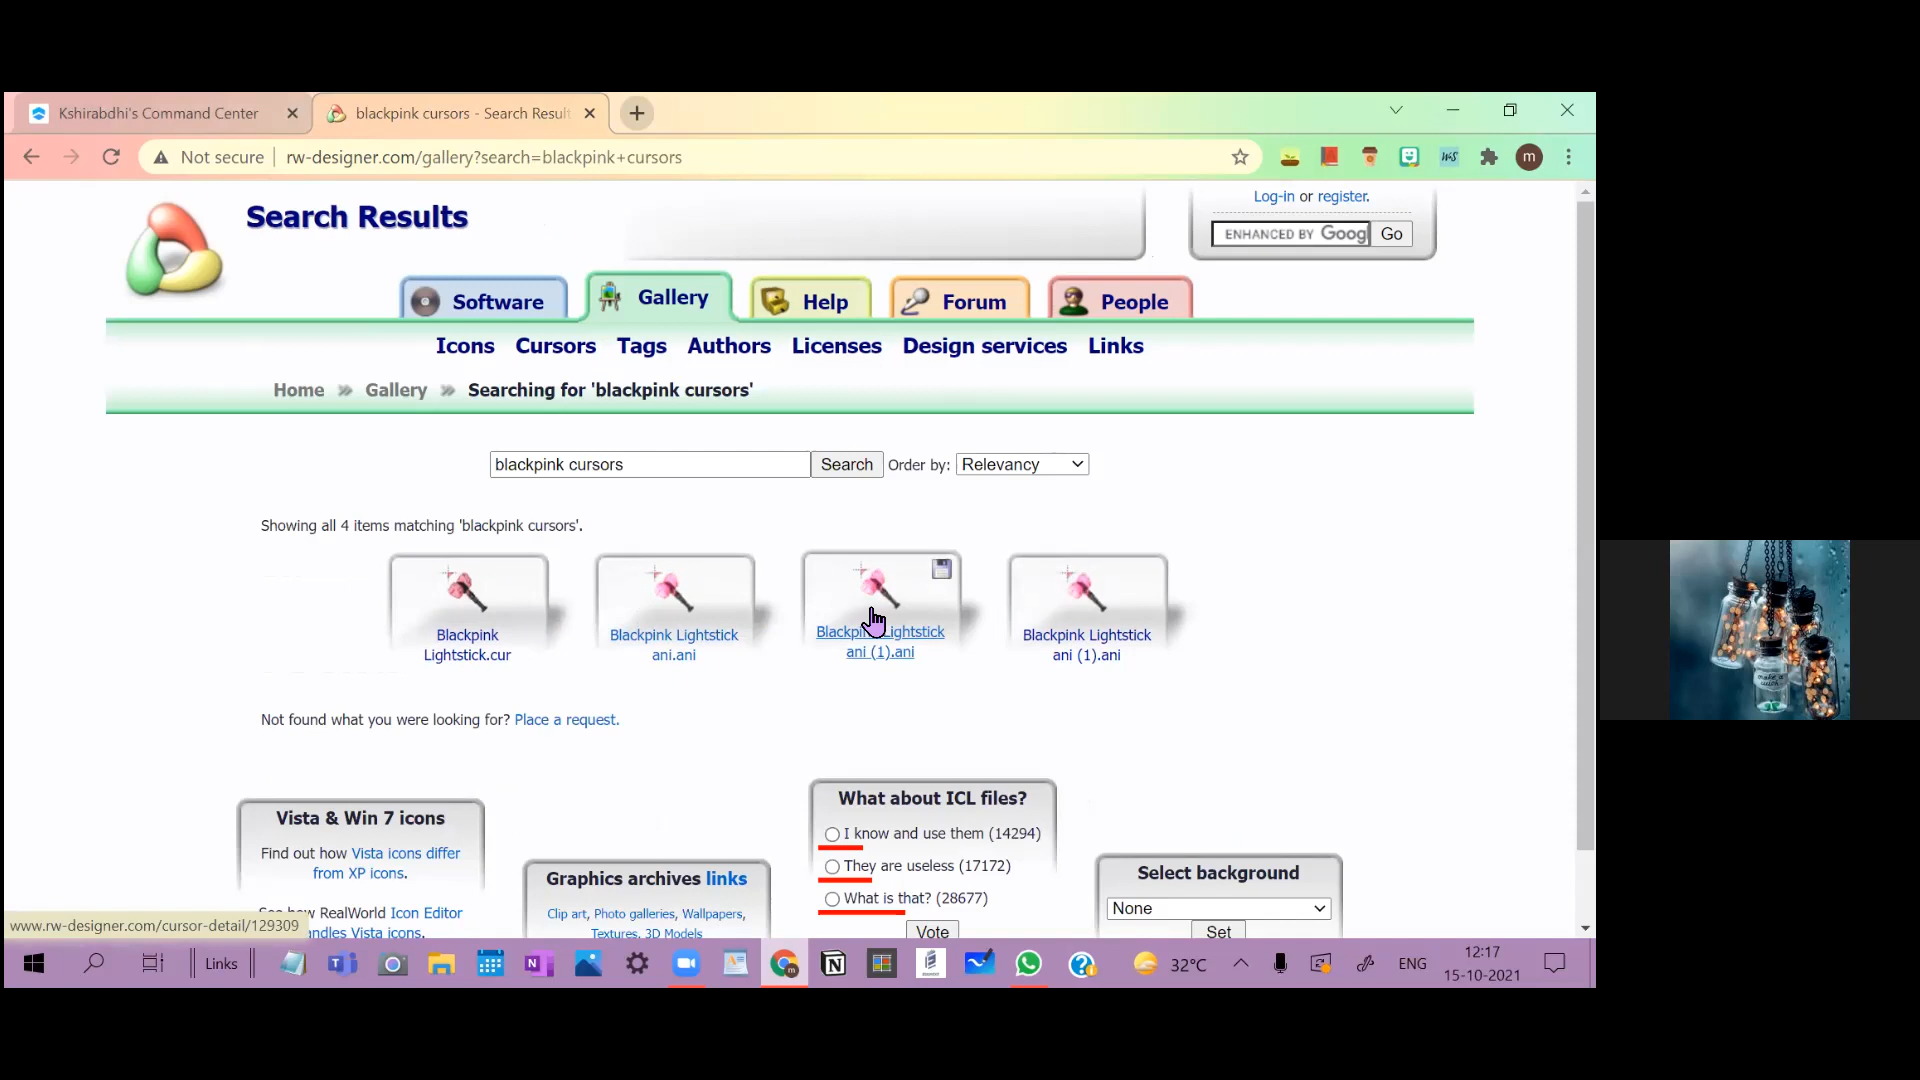 Kshirabdhi's Command Center
blackpink cursors - Search Result
Not secure
rw-designer.com/gallery?search=blackpink+cursors
WS
m
Search Results
Log-in or register.
ENHANCED BY Goog
Go
Software
Gallery
Help
Forum
People
Icons Cursors Tags Authors Licenses Design services Links
Home » Gallery » Searching for 'blackpink cursors'
blackpink cursors
Search
Order by:
Relevancy
Showing all 4 items matching 'blackpink cursors'.
Blackpink
Lightstick.cur
Blackpink Lightstick
ani.ani
Blackpink Lightstick
ani (1).ani
Blackpink Lightstick
ani (1).ani
Not found what you were looking for? Place a request.
Vista & Win 7 icons
Find out how Vista icons differ
from XP icons.
See how RealWorld Icon Editor
handles Vista icons.
Graphics archives links
Clip art, Photo galleries, Wallpapers,
Textures, 3D Models
What about ICL files?
I know and use them (14294)
They are useless (17172)
What is that? (28677)
Vote
Select background
None
Set
www.rw-designer.com/cursor-detail/129309
Links
32°C
ENG
12:17
15-10-2021